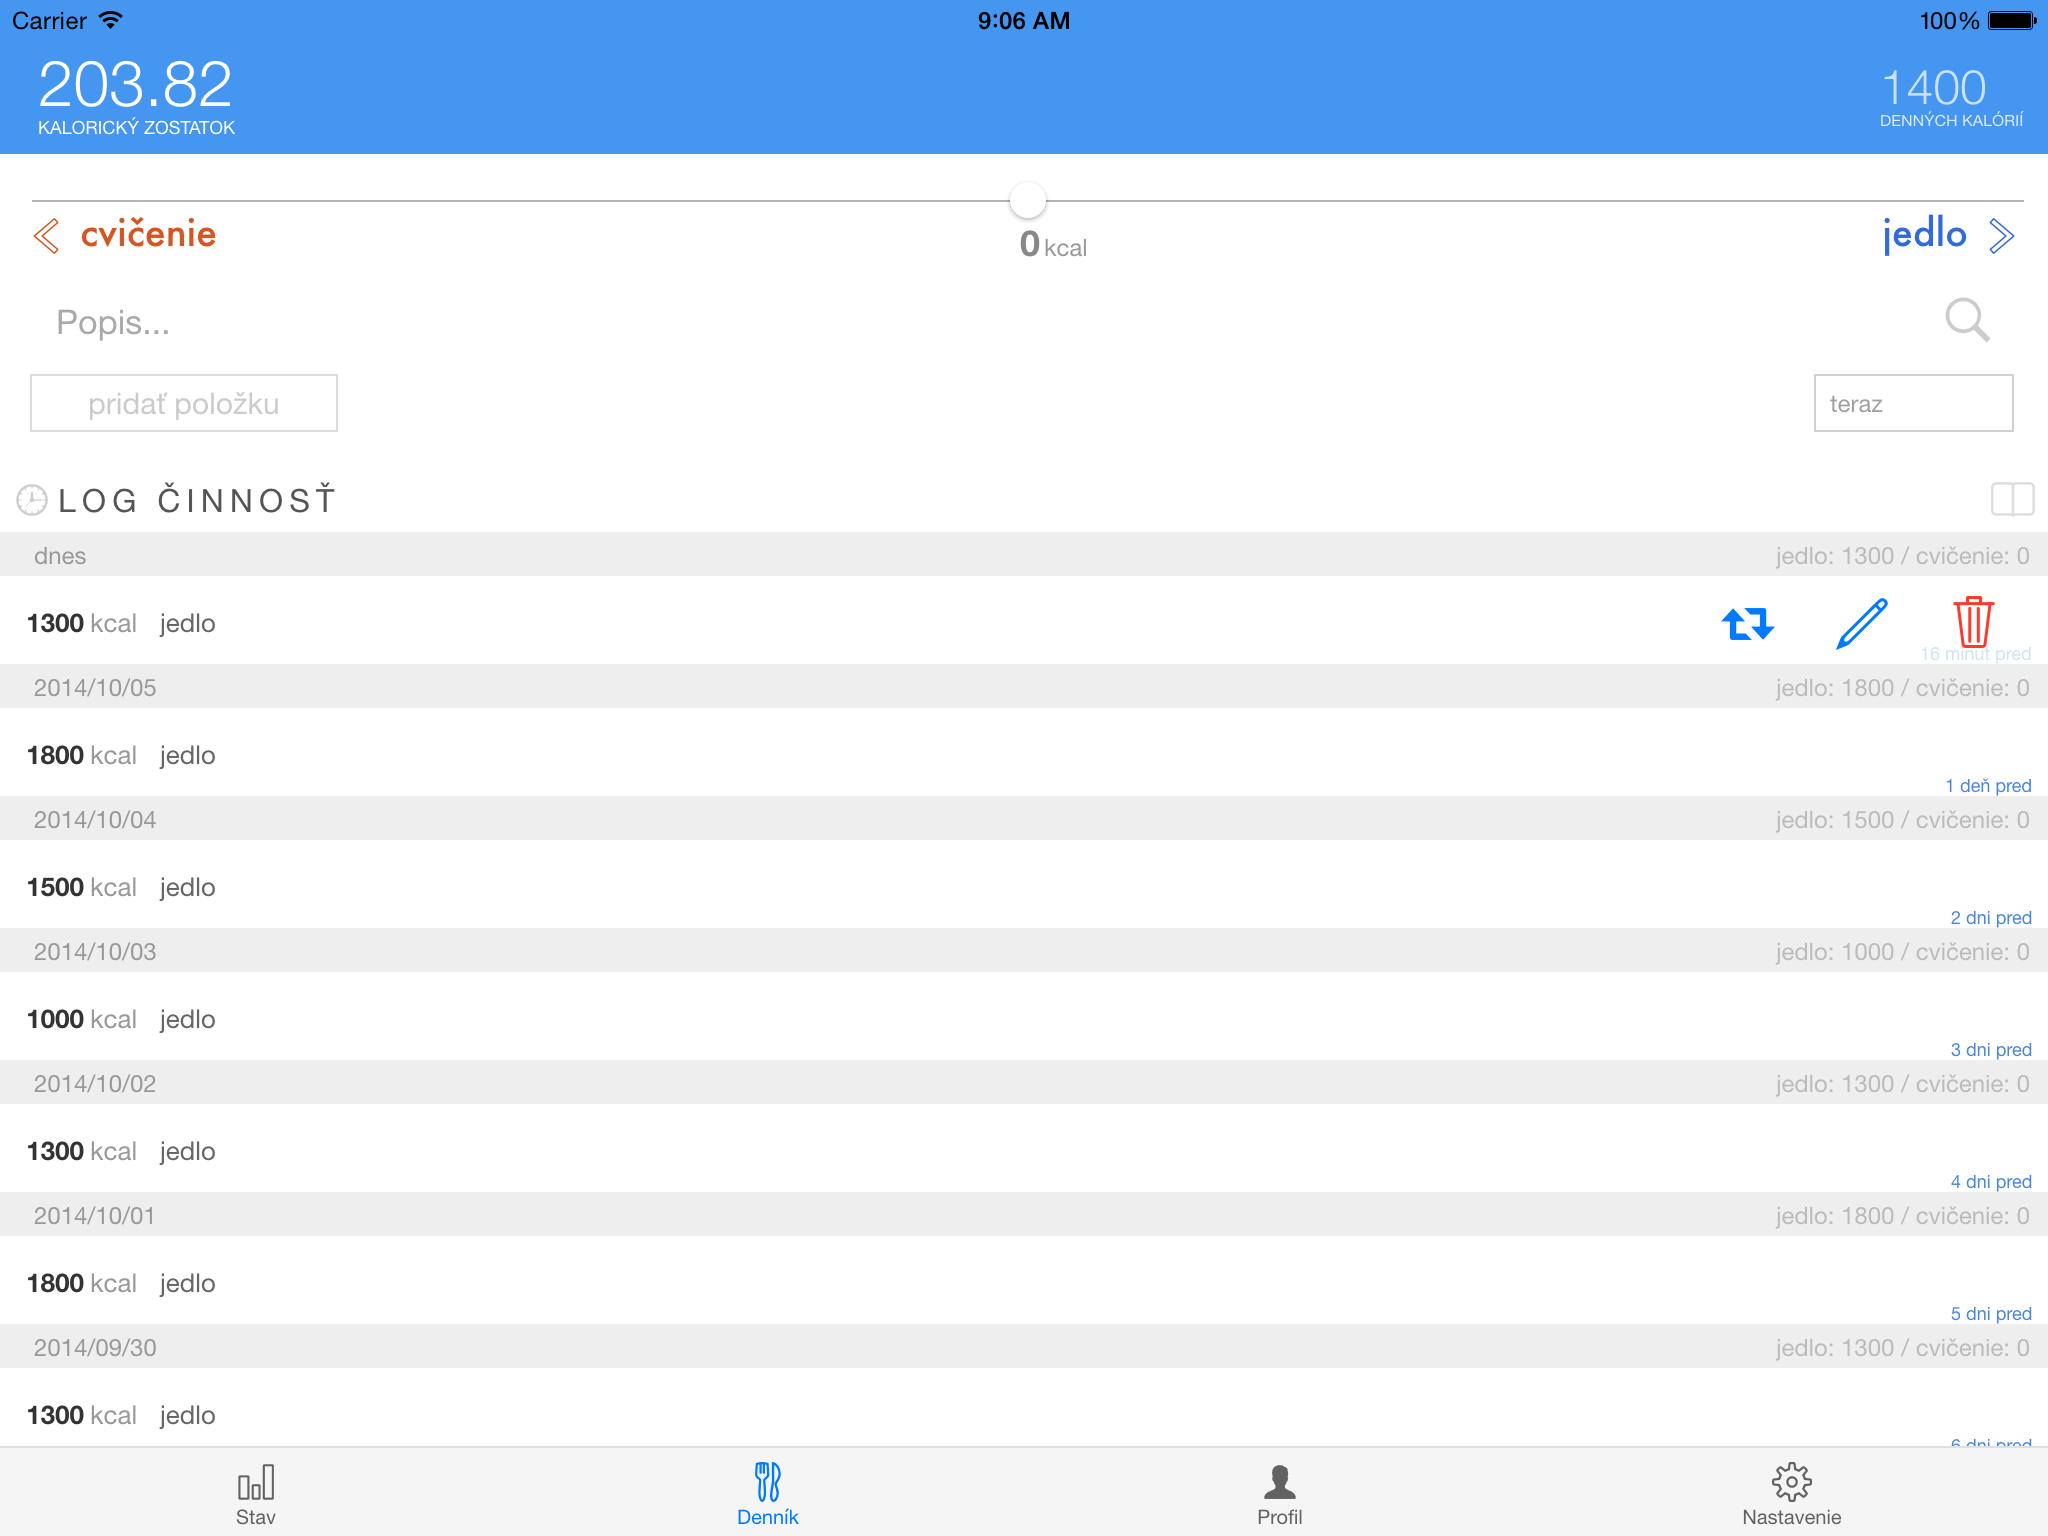 Carrier 9:06 AM 100%
203.82 1400
KALORICKÝ ZOSTATOK DENNÝCH KALÓRIÍ
cvičenie 0 kcal jedlo
Popis...
pridať položku teraz
LOG ČINNOSŤ
dnes jedlo: 1300 / cvičenie: 0
1300 kcal jedlo
16 minút pred
2014/10/05 jedlo: 1800 / cvičenie: 0
1800 kcal jedlo
1 deň pred
2014/10/04 jedlo: 1500 / cvičenie: 0
1500 kcal jedlo
2 dni pred
2014/10/03 jedlo: 1000 / cvičenie: 0
1000 kcal jedlo
3 dni pred
2014/10/02 jedlo: 1300 / cvičenie: 0
1300 kcal jedlo
4 dni pred
2014/10/01 jedlo: 1800 / cvičenie: 0
1800 kcal jedlo
5 dni pred
2014/09/30 jedlo: 1300 / cvičenie: 0
1300 kcal jedlo
6 dni pred
Stav Denník Profil Nastavenie